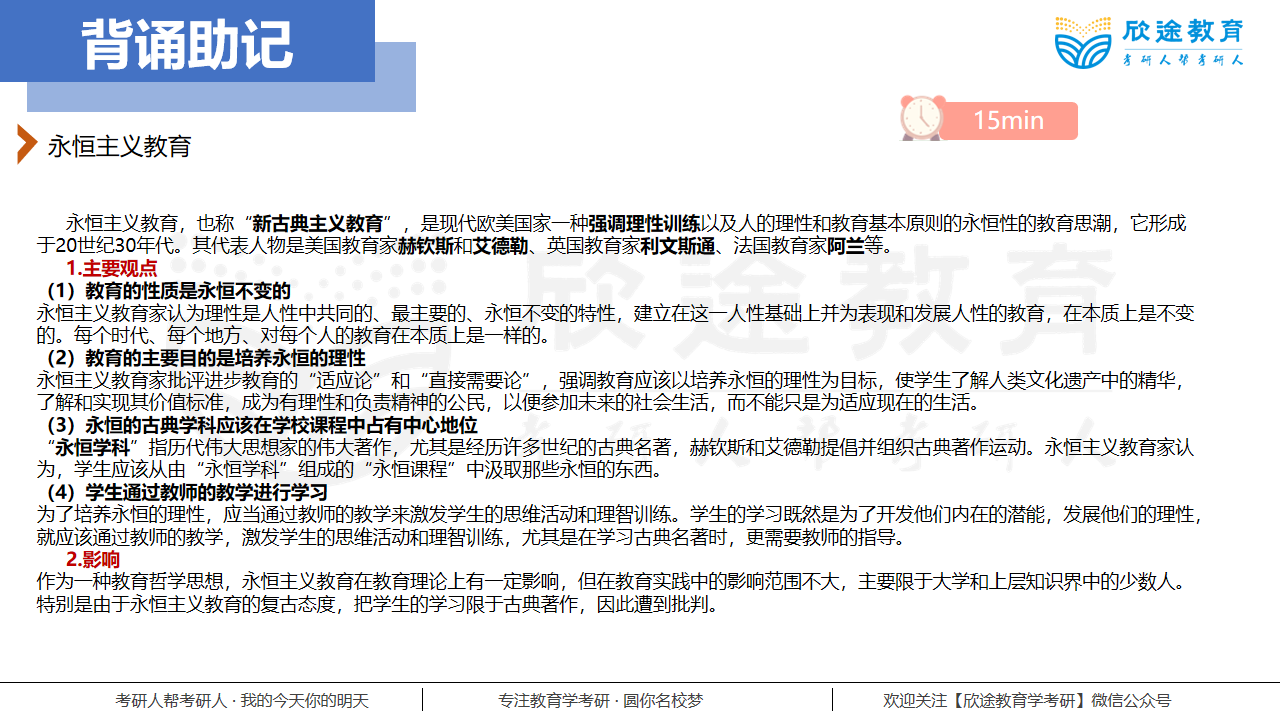 背诵助记
欣途教育
考研人帮考研人
15min
永恒主义教育
永恒主义教育，也称“新古典主义教育”，是现代欧美国家一种强调理性训练以及人的理性和教育基本原则的永恒性的教育思潮，它形成
于20世纪30年代。其代表人物是美国教育家赫钦斯和艾德勒、英国教育家利文斯通、法国教育家阿兰等。
1.主要观点
（1）教育的性质是永恒不变的
永恒主义教育家认为理性是人性中共同的、最主要的、永恒不变的特性，建立在这一人性基础上并为表现和发展人性的教育，在本质上是不变
的。每个时代、每个地方、对每个人的教育在本质上是一样的。
（2）教育的主要目的是培养永恒的理性
永恒主义教育家批评进步教育的“适应论”和“直接需要论”，强调教育应该以培养永恒的理性为目标，使学生了解人类文化遗产中的精华，
了解和实现其价值标准，成为有理性和负责精神的公民，以便参加未来的社会生活，而不能只是为适应现在的生活。
（3）永恒的古典学科应该在学校课程中占有中心地位
“永恒学科”指历代伟大思想家的伟大著作，尤其是经历许多世纪的古典名著，赫钦斯和艾德勒提倡并组织古典著作运动。永恒主义教育家认
为，学生应该从由“永恒学科”组成的“永恒课程”中汲取那些永恒的东西。
（4）学生通过教师的教学进行学习
为了培养永恒的理性，应当通过教师的教学来激发学生的思维活动和理智训练。学生的学习既然是为了开发他们内在的潜能，发展他们的理性，
就应该通过教师的教学，激发学生的思维活动和理智训练，尤其是在学习古典名著时，更需要教师的指导。
2.影响
作为一种教育哲学思想，永恒主义教育在教育理论上有一定影响，但在教育实践中的影响范围不大，主要限于大学和上层知识界中的少数人。
特别是由于永恒主义教育的复古态度，把学生的学习限于古典著作，因此遭到批判。
欣途教育
考研人帮考研人
考研人帮考研人 · 我的今天你的明天
专注教育学考研 · 圆你名校梦
欢迎关注【欣途教育学考研】微信公众号